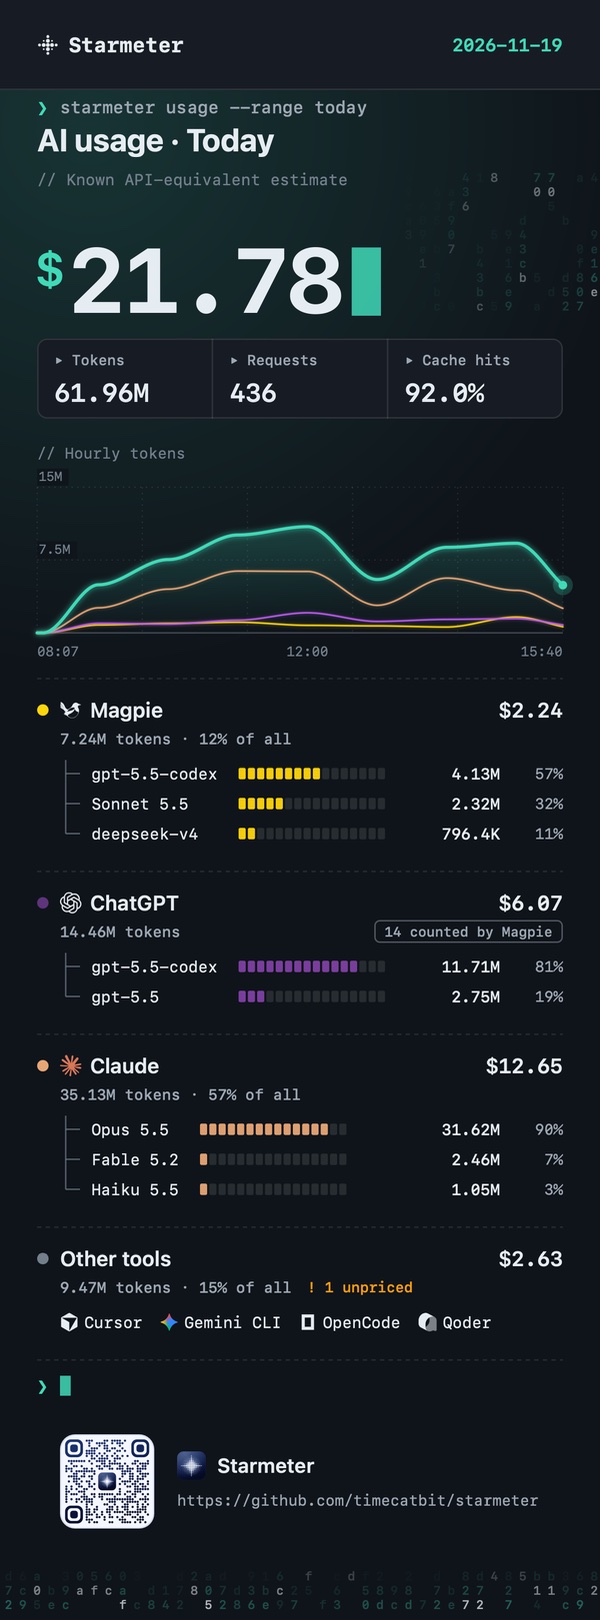 Starmeter
2026-11-19
❯ starmeter usage --range today
AI usage · Today
// Known API-equivalent estimate
$21.78
▸ Tokens
61.96M
▸ Requests
436
▸ Cache hits
92.0%
// Hourly tokens
15M
7.5M
08:07 12:00 15:40
Magpie $2.24
7.24M tokens · 12% of all
gpt-5.5-codex 4.13M 57%
Sonnet 5.5 2.32M 32%
deepseek-v4 796.4K 11%
ChatGPT $6.07
14.46M tokens 14 counted by Magpie
gpt-5.5-codex 11.71M 81%
gpt-5.5 2.75M 19%
Claude $12.65
35.13M tokens · 57% of all
Opus 5.5 31.62M 90%
Fable 5.2 2.46M 7%
Haiku 5.5 1.05M 3%
Other tools $2.63
9.47M tokens · 15% of all ! 1 unpriced
Cursor Gemini CLI OpenCode Qoder
❯
Starmeter
https://github.com/timecatbit/starmeter